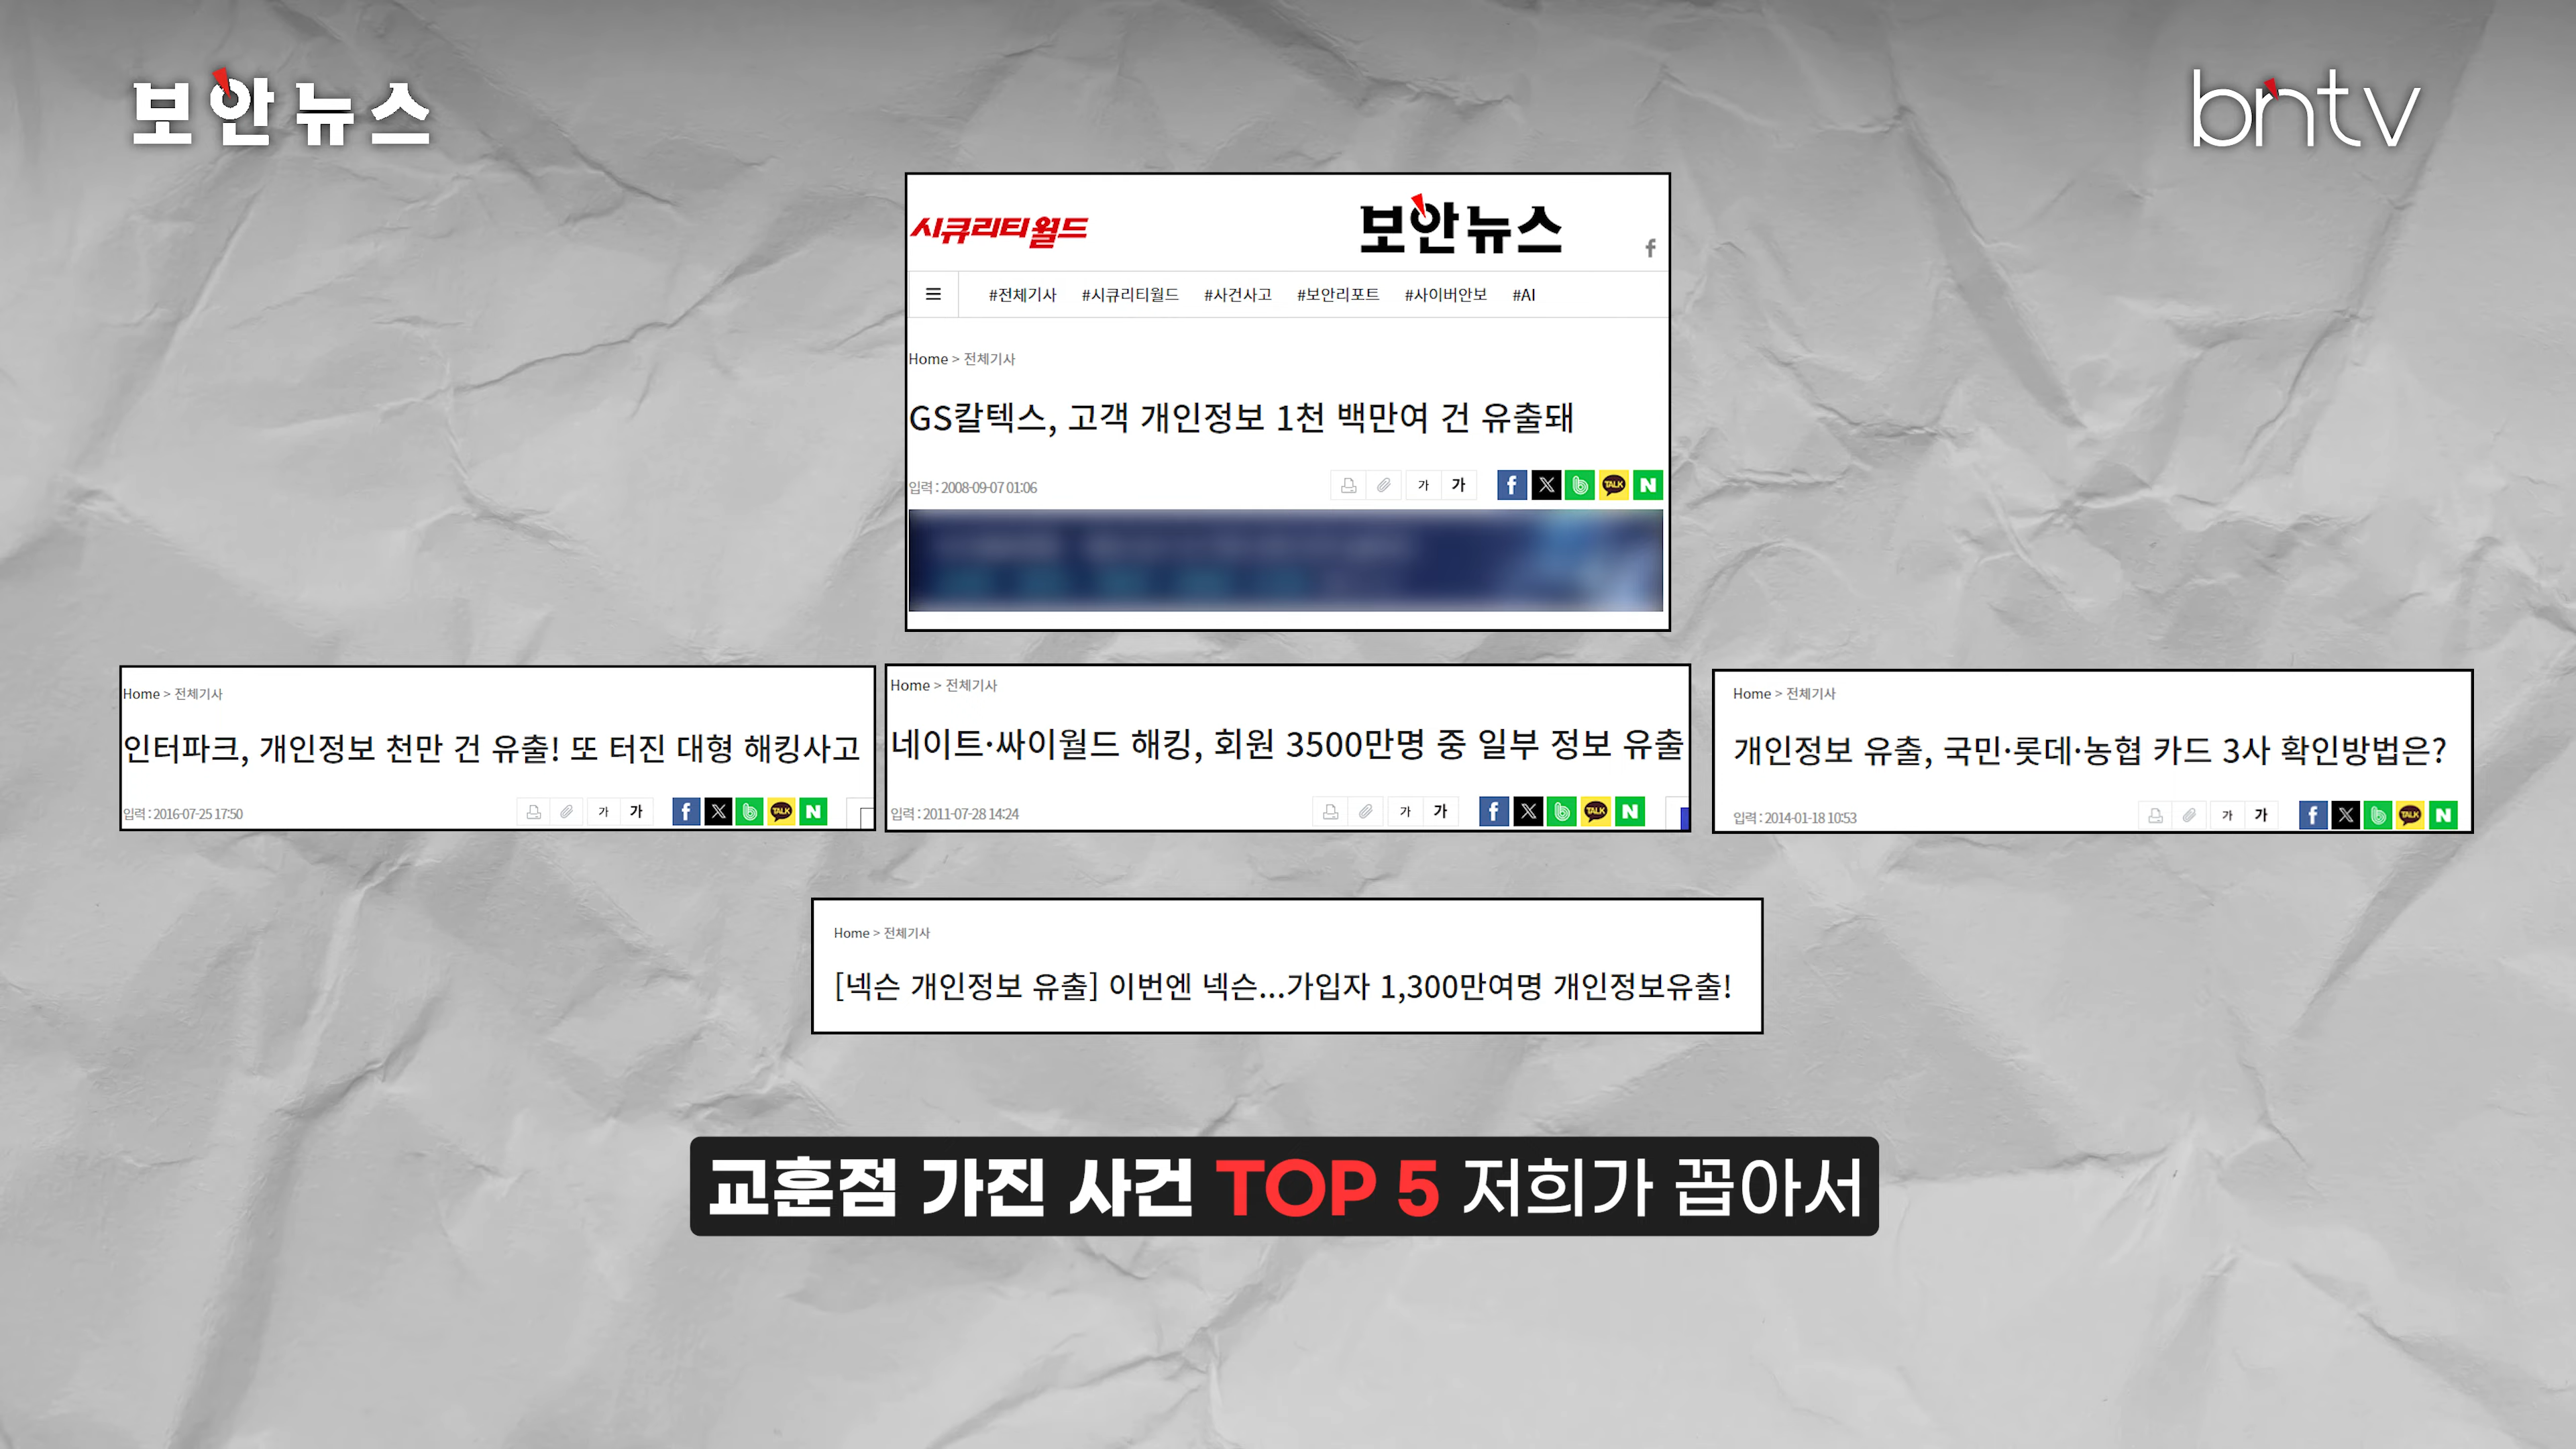 보안뉴스
bntv
시큐리티월드
보안뉴스
#전체기사 #시큐리티월드 #사건사고 #보안리포트 #사이버안보 #AI
Home > 전체기사
GS칼텍스, 고객 개인정보 1천 백만여 건 유출돼
입력 : 2008-09-07 01:06
가 가
TALK
Home > 전체기사
인터파크, 개인정보 천만 건 유출! 또 터진 대형 해킹사고
입력 : 2016-07-25 17:50
가 가
TALK
Home > 전체기사
네이트·싸이월드 해킹, 회원 3500만명 중 일부 정보 유출
입력 : 2011-07-28 14:24
가 가
TALK
Home > 전체기사
개인정보 유출, 국민·롯데·농협 카드 3사 확인방법은?
입력 : 2014-01-18 10:53
가 가
TALK
Home > 전체기사
[넥슨 개인정보 유출] 이번엔 넥슨...가입자 1,300만여명 개인정보유출!
교훈점 가진 사건 TOP 5 저희가 꼽아서